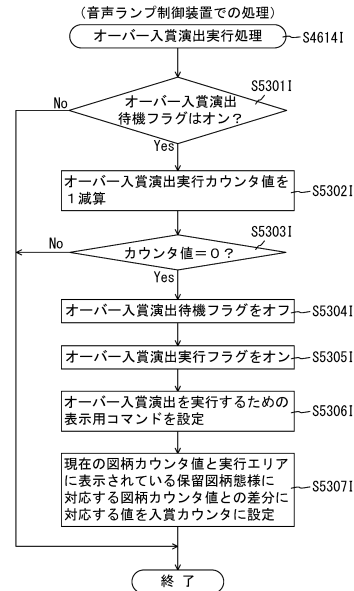 (音声ランプ制御装置での処理)
オーバー入賞演出実行処理
S4614I
オーバー入賞演出
待機フラグはオン？
S5301I
No
Yes
オーバー入賞演出実行カウンタ値を
１減算
S5302I
カウンタ値＝０？
S5303I
No
Yes
オーバー入賞演出待機フラグをオフ
S5304I
オーバー入賞演出実行フラグをオン
S5305I
オーバー入賞演出を実行するための
表示用コマンドを設定
S5306I
現在の図柄カウンタ値と実行エリア
に表示されている保留図柄態様に
対応する図柄カウンタ値との差分に
対応する値を入賞カウンタに設定
S5307I
終了